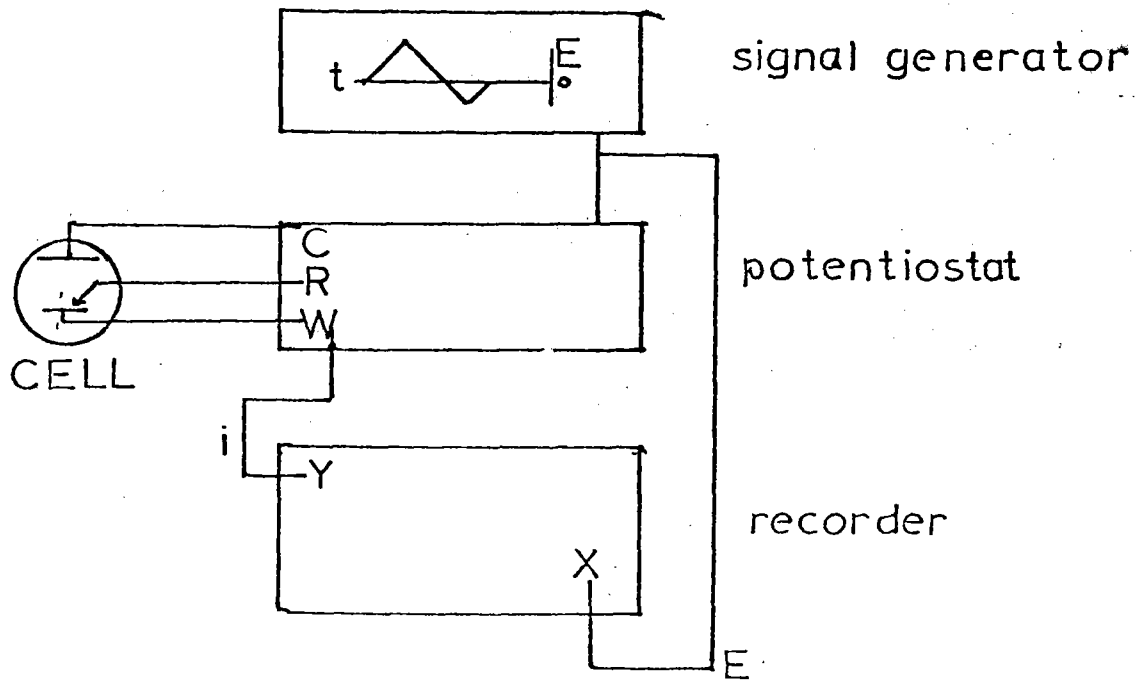 signal generator
t
E
o
C
R
W
potentiostat
CELL
i
Y
recorder
X
E